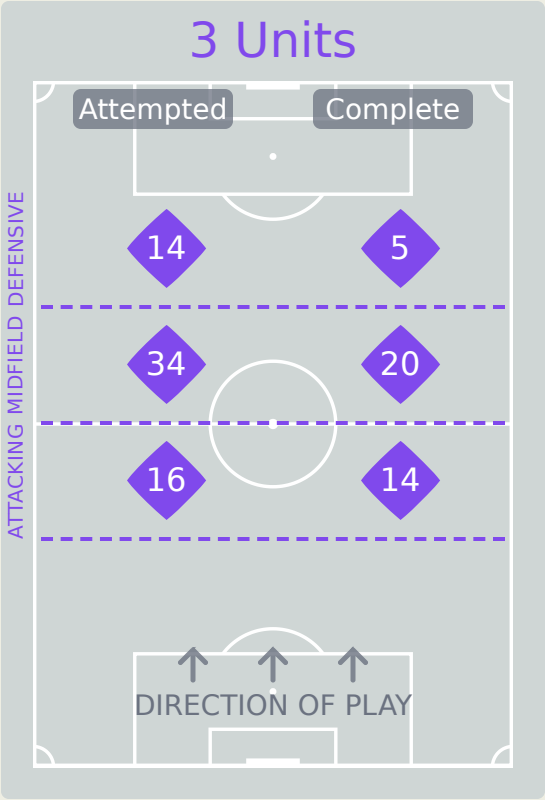 3 Units
Attempted Complete
14 5
34 20
16 14
ATTACKING MIDFIELD DEFENSIVE
DIRECTION OF PLAY